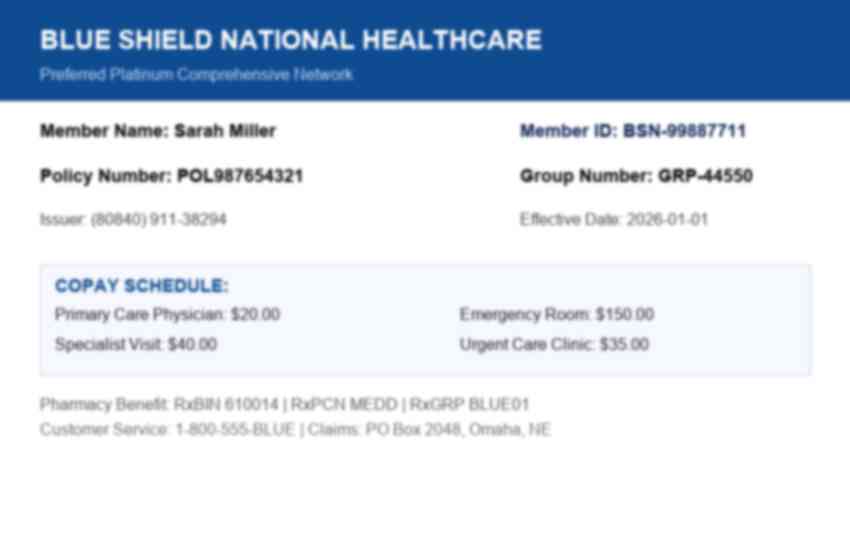 BLUE SHIELD NATIONAL HEALTHCARE
Preferred Platinum Comprehensive Network
Member Name: Sarah Miller
Member ID: BSN-99887711
Policy Number: POL987654321
Group Number: GRP-44550
Issuer: (80840) 911-38294
Effective Date: 2026-01-01
COPAY SCHEDULE:
Primary Care Physician: $20.00
Emergency Room: $150.00
Specialist Visit: $40.00
Urgent Care Clinic: $35.00
Pharmacy Benefit: RxBIN 610014 | RxPCN MEDD | RxGRP BLUE01
Customer Service: 1-800-555-BLUE | Claims: PO Box 2048, Omaha, NE